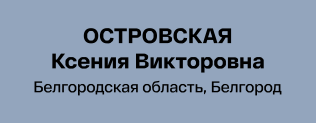 ОСТРОВСКАЯ
Ксения Викторовна
Белгородская область, Белгород